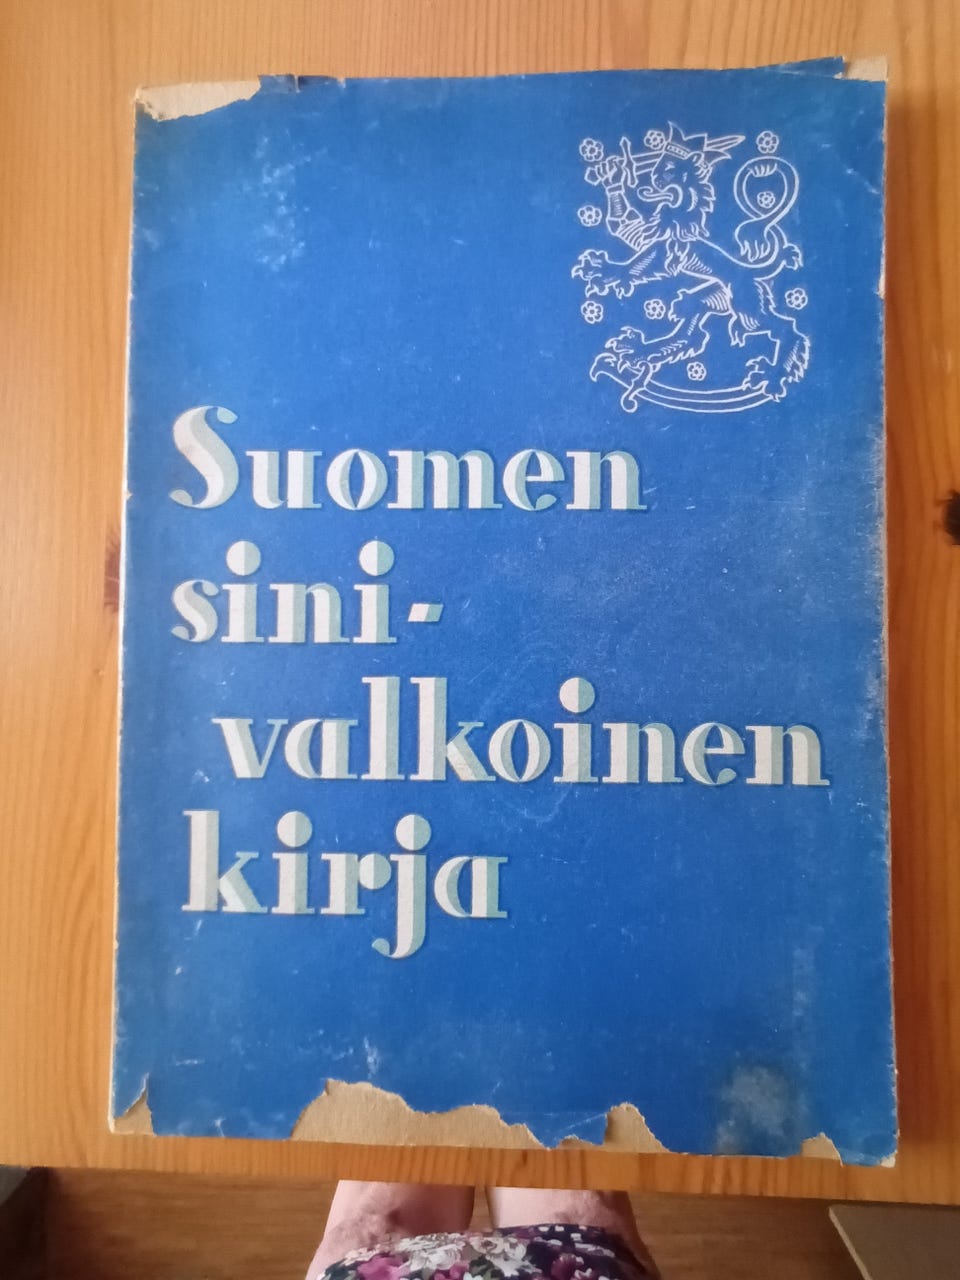 Suomen
sini-
valkoinen
kirja